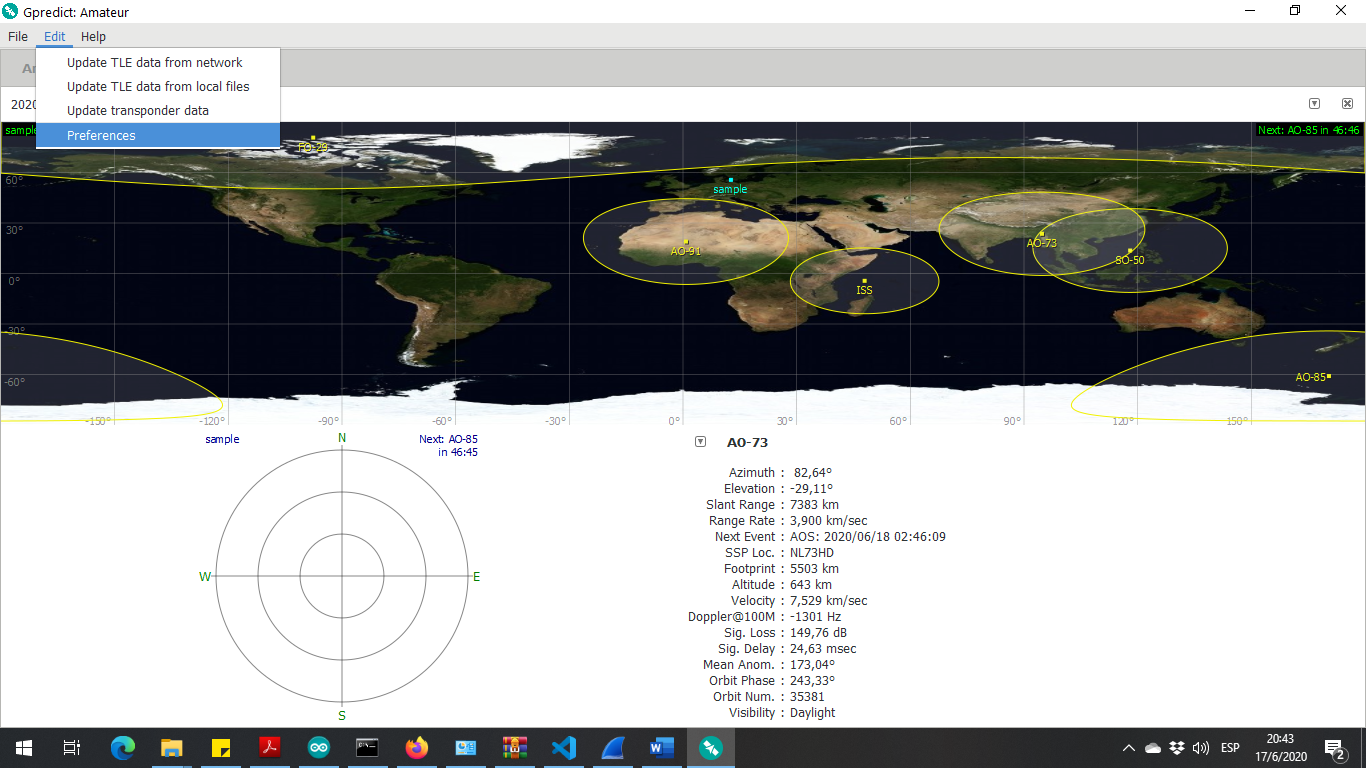 Gpredict: Amateur
File Edit Help
Update TLE data from network
Update TLE data from local files
Update transponder data
Preferences
2020
sample
Next: AO-85 in 46:46
FO-29
60°
sample
30°
AO-91
AO-73
SO-50
0°
ISS
-30°
-60°
AO-85
-150° -120° -90° -60° -30° 0° 30° 60° 90° 120° 150°
sample
N
Next: AO-85
in 46:45
W
E
S
AO-73
Azimuth : 82,64°
Elevation : -29,11°
Slant Range : 7383 km
Range Rate : 3,900 km/sec
Next Event : AOS: 2020/06/18 02:46:09
SSP Loc. : NL73HD
Footprint : 5503 km
Altitude : 643 km
Velocity : 7,529 km/sec
Doppler@100M : -1301 Hz
Sig. Loss : 149,76 dB
Sig. Delay : 24,63 msec
Mean Anom. : 173,04°
Orbit Phase : 243,33°
Orbit Num. : 35381
Visibility : Daylight
ESP
20:43
17/6/2020
2